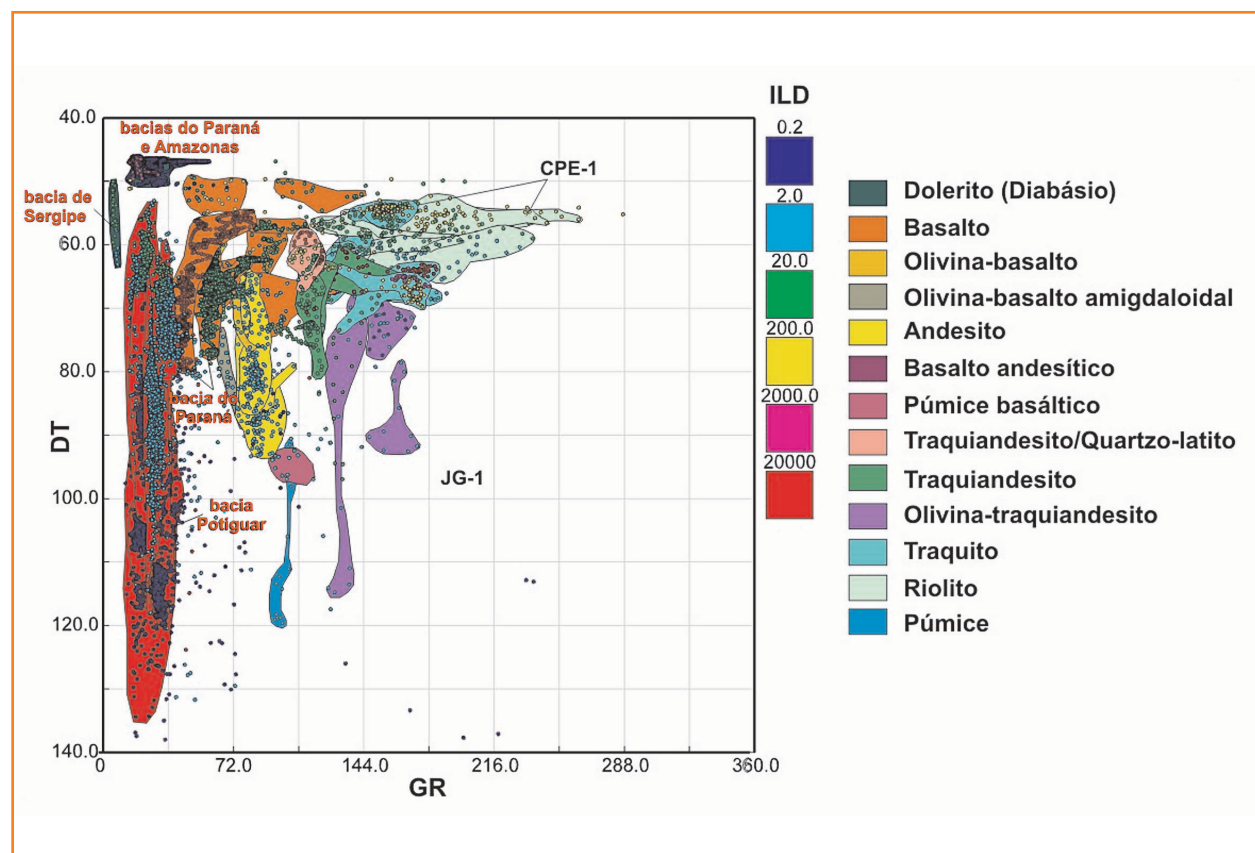 40.0
60.0
80.0
100.0
120.0
140.0
DT
0
72.0
144.0
216.0
288.0
360.0
GR
bacias do Paraná
e Amazonas
bacia de
Sergipe
CPE-1
bacia do
Paraná
bacia
Potiguar
JG-1
ILD
0.2
2.0
20.0
200.0
2000.0
20000
Dolerito (Diabásio)
Basalto
Olivina-basalto
Olivina-basalto amigdaloidal
Andesito
Basalto andesítico
Púmice basáltico
Traquiandesito/Quartzo-latito
Traquiandesito
Olivina-traquiandesito
Traquito
Riolito
Púmice